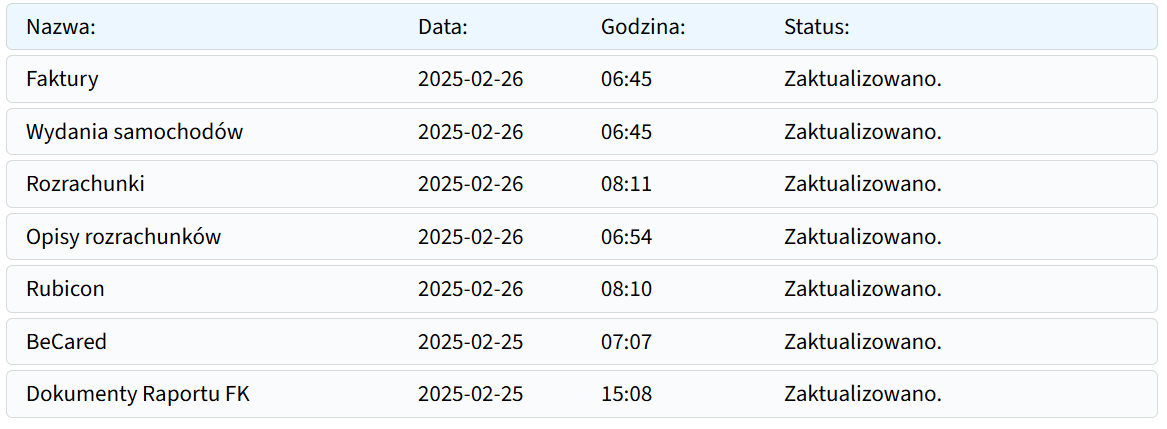 Nazwa: Data: Godzina: Status:
Faktury 2025-02-26 06:45 Zaktualizowano.
Wydania samochodów 2025-02-26 06:45 Zaktualizowano.
Rozrachunki 2025-02-26 08:11 Zaktualizowano.
Opisy rozrachunków 2025-02-26 06:54 Zaktualizowano.
Rubicon 2025-02-26 08:10 Zaktualizowano.
BeCared 2025-02-25 07:07 Zaktualizowano.
Dokumenty Raportu FK 2025-02-25 15:08 Zaktualizowano.